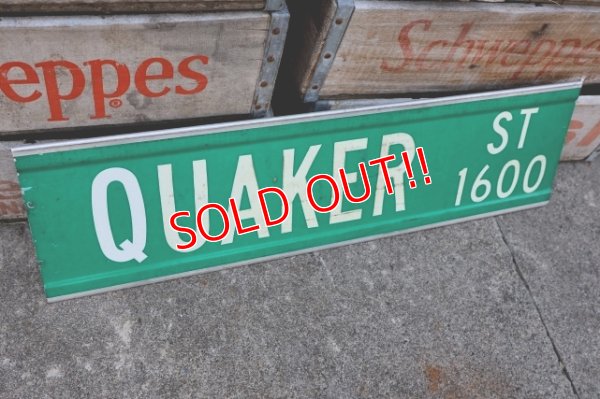 eppes
Schweppes
QUAKER ST
1600
SOLD OUT!!